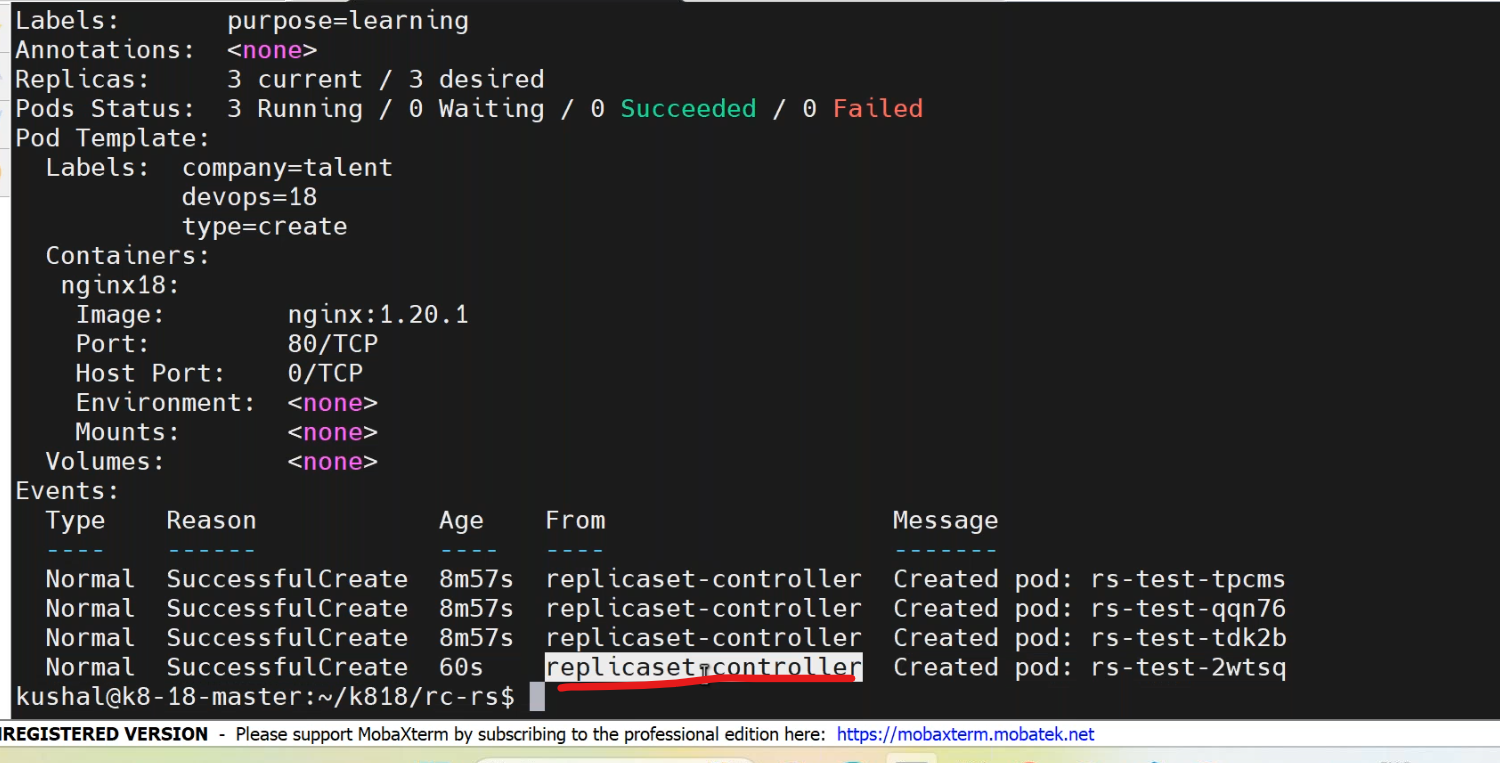 Labels: purpose=learning
Annotations: <none>
Replicas: 3 current / 3 desired
Pods Status: 3 Running / 0 Waiting / 0 Succeeded / 0 Failed
Pod Template:
Labels: company=talent
devops=18
type=create
Containers:
nginx18:
Image: nginx:1.20.1
Port: 80/TCP
Host Port: 0/TCP
Environment: <none>
Mounts: <none>
Volumes: <none>
Events:
Type Reason Age From Message
---- ------ ---- ---- -------
Normal SuccessfulCreate 8m57s replicaset-controller Created pod: rs-test-tpcms
Normal SuccessfulCreate 8m57s replicaset-controller Created pod: rs-test-qqn76
Normal SuccessfulCreate 8m57s replicaset-controller Created pod: rs-test-tdk2b
Normal SuccessfulCreate 60s replicaset-controller Created pod: rs-test-2wtsq
kushal@k8-18-master:~/k818/rc-rs$
REGISTERED VERSION - Please support MobaXterm by subscribing to the professional edition here: https://mobaxterm.mobatek.net